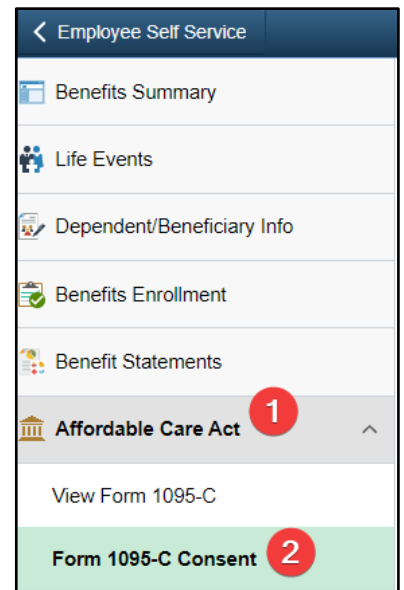 Employee Self Service
Benefits Summary
Life Events
Dependent/Beneficiary Info
Benefits Enrollment
Benefit Statements
Affordable Care Act 1
View Form 1095-C
Form 1095-C Consent 2